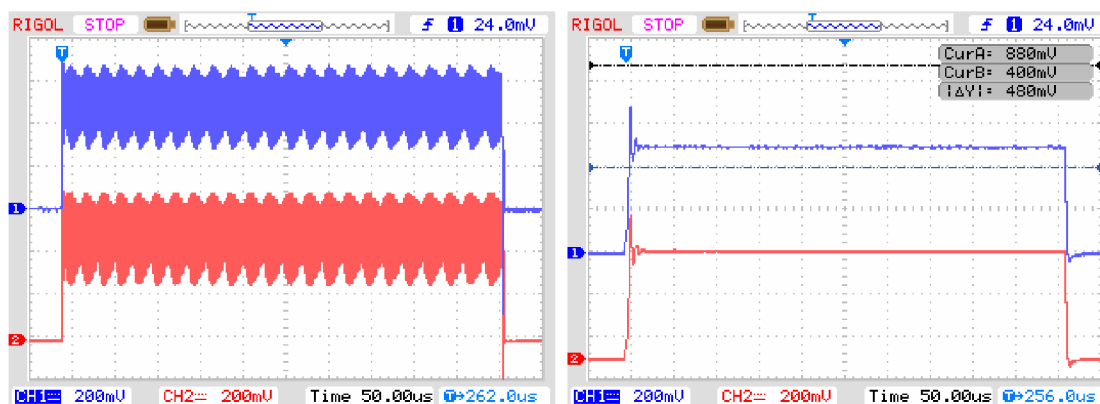 RIGOL STOP T f 1 24.0mV
T
1
2
CH1 200mV CH2 200mV Time 50.00us T→262.0us
RIGOL STOP T f 1 24.0mV
T
CurA= 880mV
CurB= 400mV
|ΔY|= 480mV
1
2
CH1 200mV CH2 200mV Time 50.00us T→256.0us